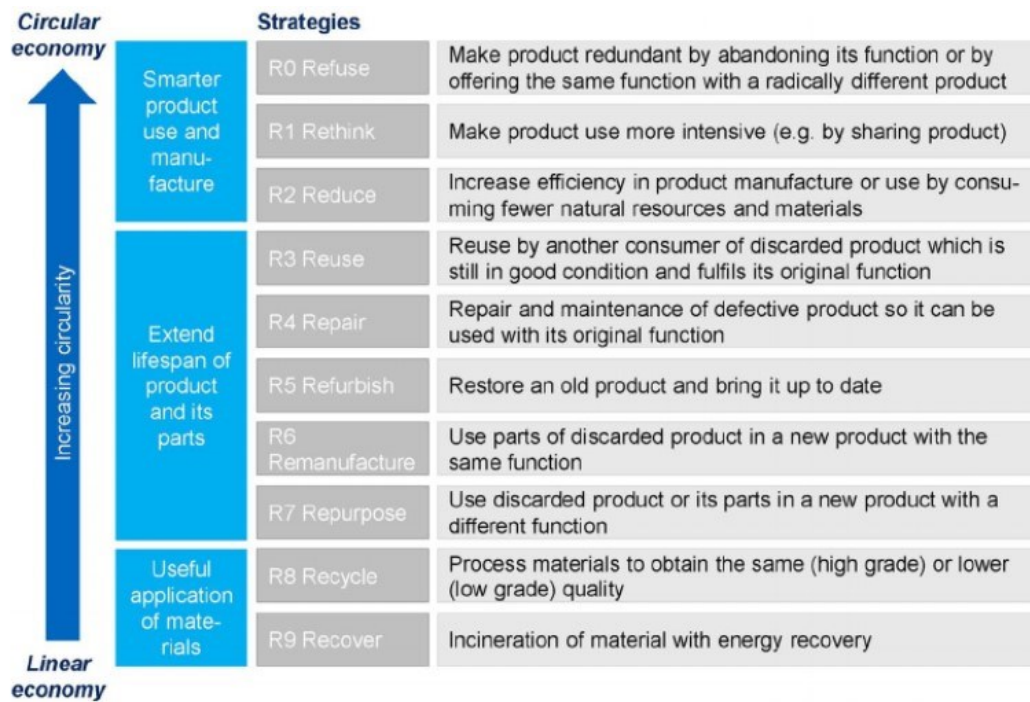 Circular
economy
Strategies
Increasing circularity
Smarter
product
use and
manu-
facture
R0 Refuse
Make product redundant by abandoning its function or by
offering the same function with a radically different product
R1 Rethink
Make product use more intensive (e.g. by sharing product)
R2 Reduce
Increase efficiency in product manufacture or use by consu-
ming fewer natural resources and materials
Extend
lifespan of
product
and its
parts
R3 Reuse
Reuse by another consumer of discarded product which is
still in good condition and fulfils its original function
R4 Repair
Repair and maintenance of defective product so it can be
used with its original function
R5 Refurbish
Restore an old product and bring it up to date
R6
Remanufacture
Use parts of discarded product in a new product with the
same function
R7 Repurpose
Use discarded product or its parts in a new product with a
different function
Useful
application
of mate-
rials
R8 Recycle
Process materials to obtain the same (high grade) or lower
(low grade) quality
R9 Recover
Incineration of material with energy recovery
Linear
economy